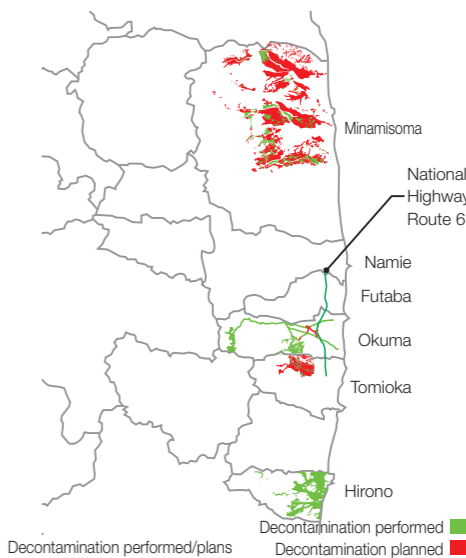 Minamisoma
National
Highway
Route 6
Namie
Futaba
Okuma
Tomioka
Hirono
Decontamination performed
Decontamination performed/plans
Decontamination planned